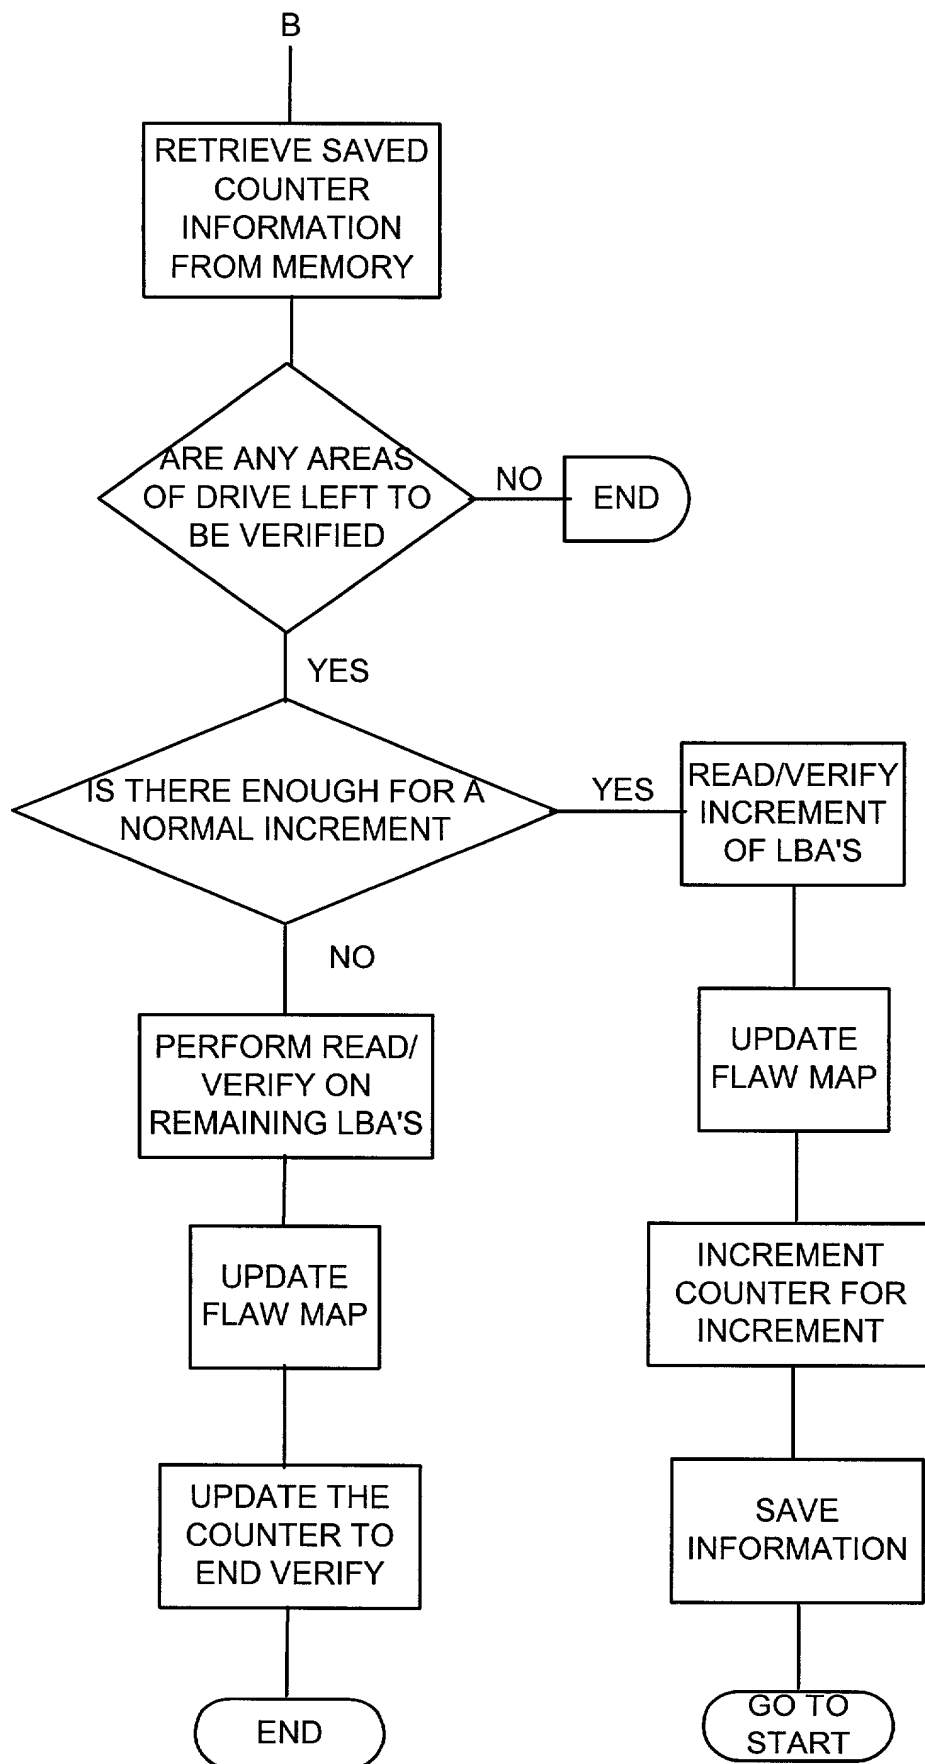 B
RETRIEVE SAVED
COUNTER
INFORMATION
FROM MEMORY
ARE ANY AREAS
OF DRIVE LEFT TO
BE VERIFIED
NO
END
YES
IS THERE ENOUGH FOR A
NORMAL INCREMENT
YES
READ/VERIFY
INCREMENT
OF LBA'S
NO
PERFORM READ/
VERIFY ON
REMAINING LBA'S
UPDATE
FLAW MAP
UPDATE
FLAW MAP
INCREMENT
COUNTER FOR
INCREMENT
UPDATE THE
COUNTER TO
END VERIFY
SAVE
INFORMATION
END
GO TO
START